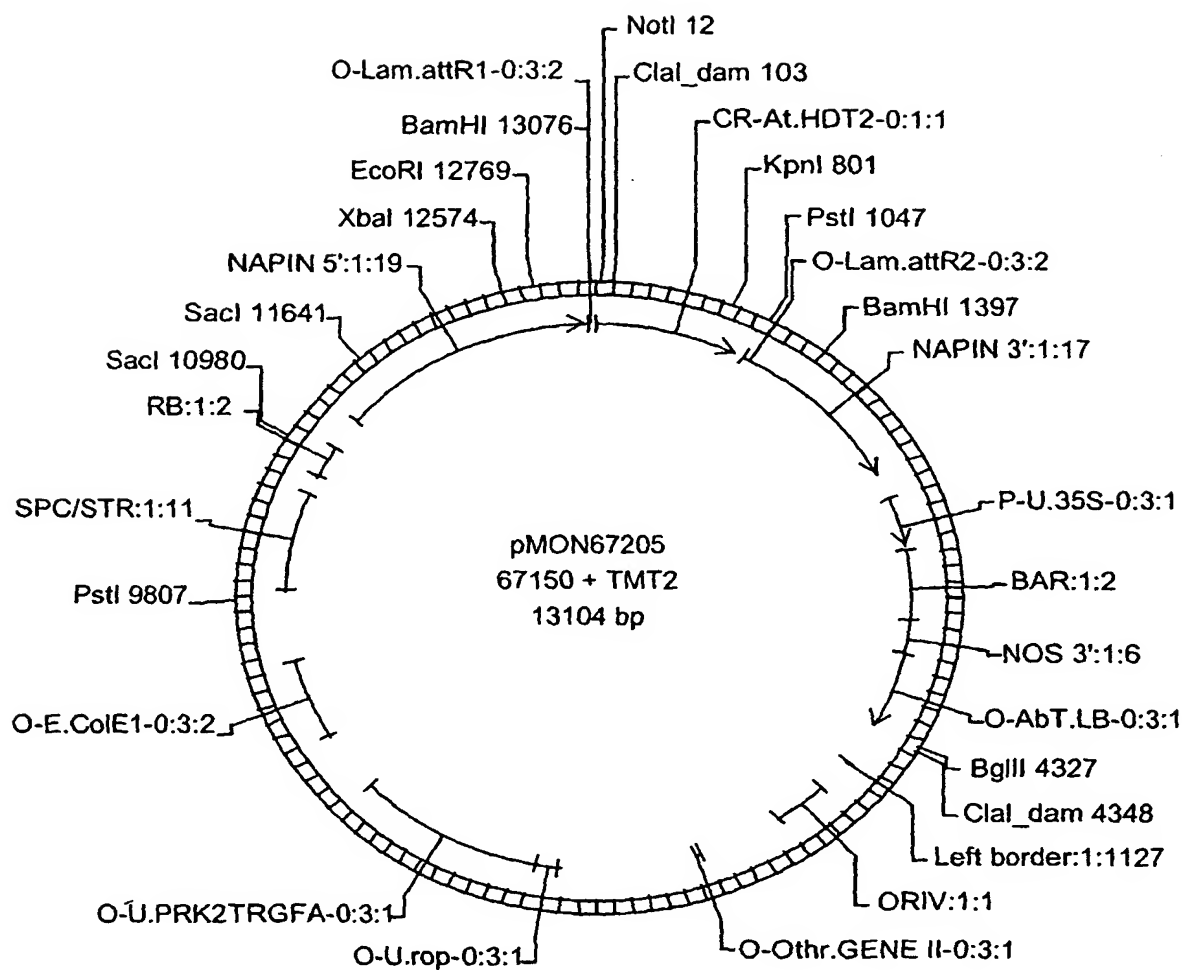 NotI 12
O-Lam.attR1-0:3:2
ClaI_dam 103
BamHI 13076
CR-At.HDT2-0:1:1
EcoRI 12769
KpnI 801
XbaI 12574
PstI 1047
NAPIN 5':1:19
O-Lam.attR2-0:3:2
SacI 11641
BamHI 1397
SacI 10980
NAPIN 3':1:17
RB:1:2
SPC/STR:1:11
P-U.35S-0:3:1
pMON67205
67150 + TMT2
13104 bp
PstI 9807
BAR:1:2
NOS 3':1:6
O-E.ColE1-0:3:2
O-AbT.LB-0:3:1
BglII 4327
ClaI_dam 4348
Left border:1:1127
ORIV:1:1
O-U.PRK2TRGFA-0:3:1
O-U.rop-0:3:1
O-Othr.GENE II-0:3:1